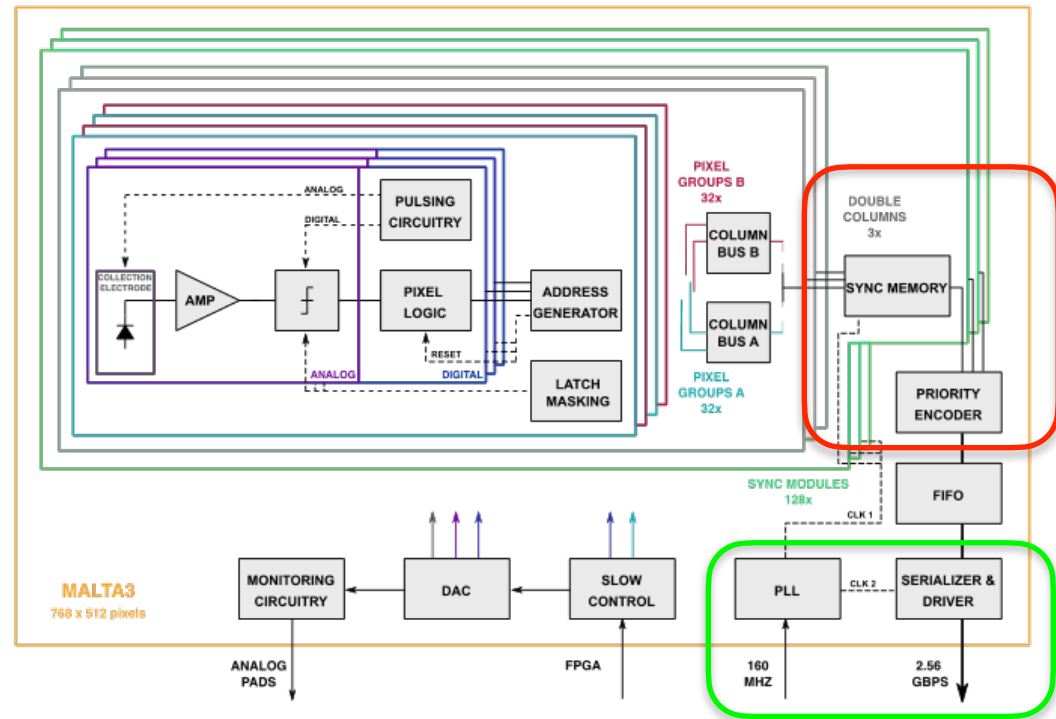 PIXEL
GROUPS B
32x
ANALOG
PULSING
CIRCUITRY
DIGITAL
DOUBLE
COLUMNS
3x
COLUMN
BUS B
COLLECTION
ELECTRODE
AMP
PIXEL
LOGIC
ADDRESS
GENERATOR
SYNC MEMORY
COLUMN
BUS A
RESET
ANALOG
DIGITAL
LATCH
MASKING
PIXEL
GROUPS A
32x
PRIORITY
ENCODER
SYNC MODULES
128x
FIFO
CLK 1
MALTA3
768 x 512 pixels
MONITORING
CIRCUITRY
DAC
SLOW
CONTROL
PLL
CLK 2
SERIALIZER &
DRIVER
ANALOG
PADS
FPGA
160
MHZ
2.56
GBPS